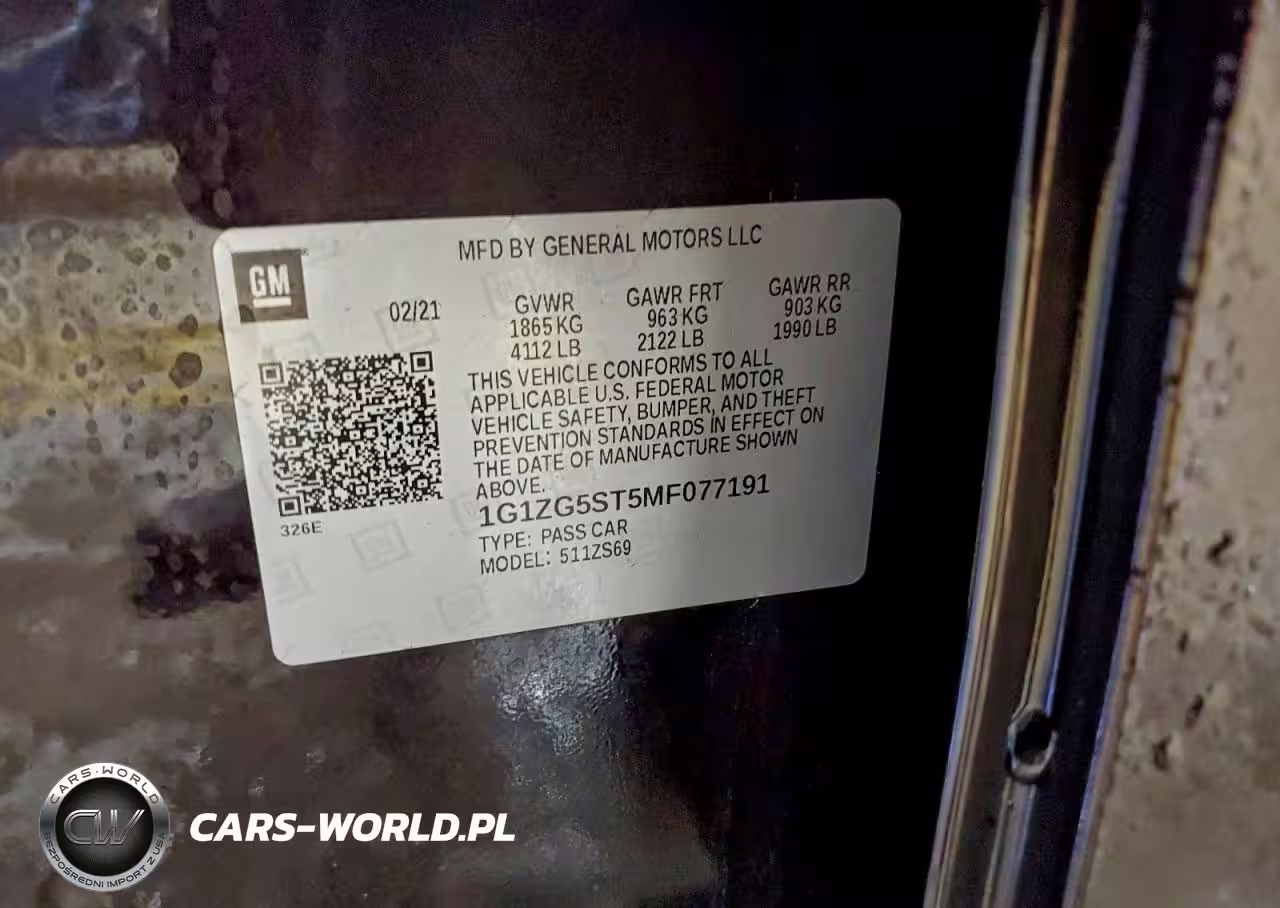 MFD BY GENERAL MOTORS LLC
GM
02/21
GVWR GAWR FRT GAWR RR
1865 KG 963 KG 903 KG
4112 LB 2122 LB 1990 LB
THIS VEHICLE CONFORMS TO ALL
APPLICABLE U.S. FEDERAL MOTOR
VEHICLE SAFETY, BUMPER, AND THEFT
PREVENTION STANDARDS IN EFFECT ON
THE DATE OF MANUFACTURE SHOWN
ABOVE.
1G1ZG5ST5MF077191
326E
TYPE: PASS CAR
MODEL: 511ZS69
CARS-WORLD
CW
BEZPOŚREDNI IMPORT Z USA
CARS-WORLD.PL